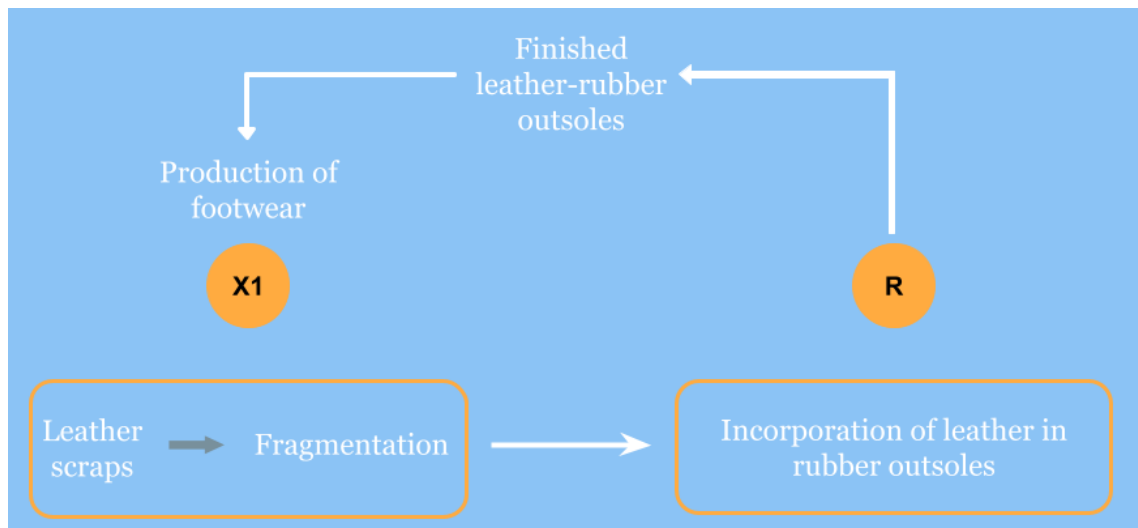 Finished
leather-rubber
outsoles
Production of
footwear
X1
R
Leather
scraps
Fragmentation
Incorporation of leather in
rubber outsoles